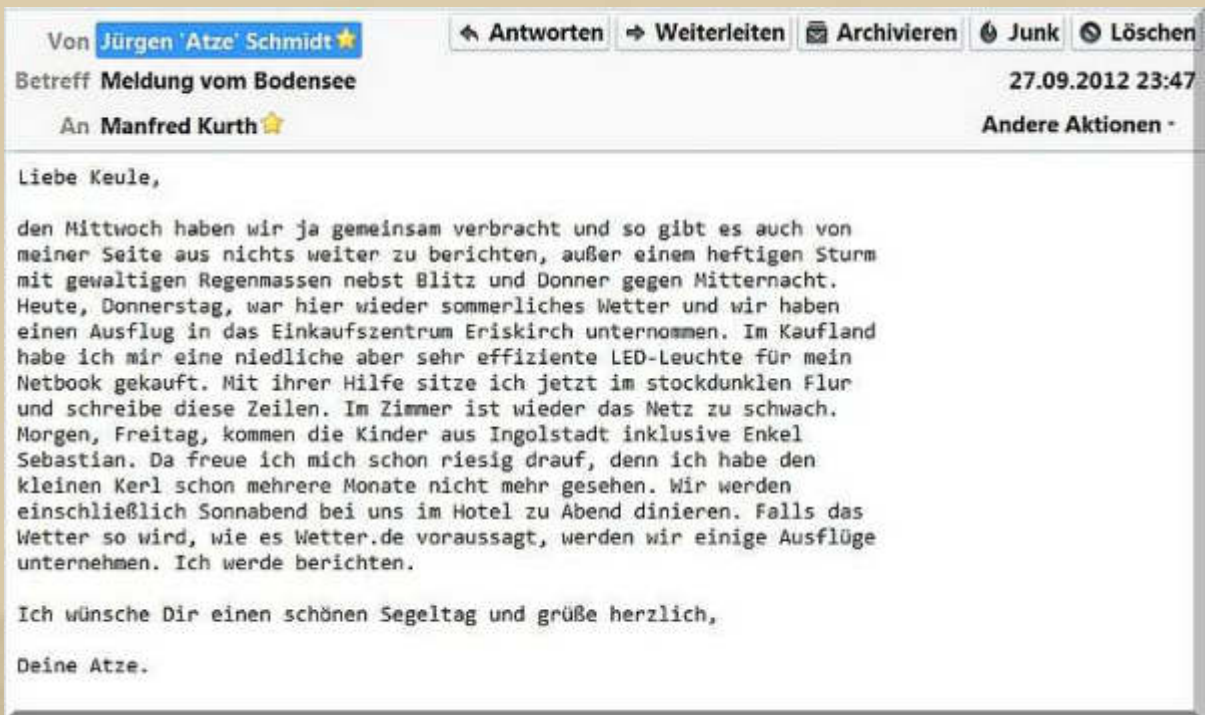 Von Jürgen 'Atze' Schmidt Antworten Weiterleiten Archivieren Junk Löschen
Betreff Meldung vom Bodensee 27.09.2012 23:47
An Manfred Kurth Andere Aktionen
Liebe Keule,
den Mittwoch haben wir ja gemeinsam verbracht und so gibt es auch von
meiner Seite aus nichts weiter zu berichten, außer einem heftigen Sturm
mit gewaltigen Regenmassen nebst Blitz und Donner gegen Mitternacht.
Heute, Donnerstag, war hier wieder sommerliches Wetter und wir haben
einen Ausflug in das Einkaufszentrum Eriskirch unternommen. Im Kaufland
habe ich mir eine niedliche aber sehr effiziente LED-Leuchte für mein
Netbook gekauft. Mit ihrer Hilfe sitze ich jetzt im stockdunklen Flur
und schreibe diese Zeilen. Im Zimmer ist wieder das Netz zu schwach.
Morgen, Freitag, kommen die Kinder aus Ingolstadt inklusive Enkel
Sebastian. Da freue ich mich schon riesig drauf, denn ich habe den
kleinen Kerl schon mehrere Monate nicht mehr gesehen. Wir werden
einschließlich Sonnabend bei uns im Hotel zu Abend dinieren. Falls das
Wetter so wird, wie es Wetter.de voraussagt, werden wir einige Ausflüge
unternehmen. Ich werde berichten.
Ich wünsche Dir einen schönen Segeltag und grüße herzlich,
Deine Atze.